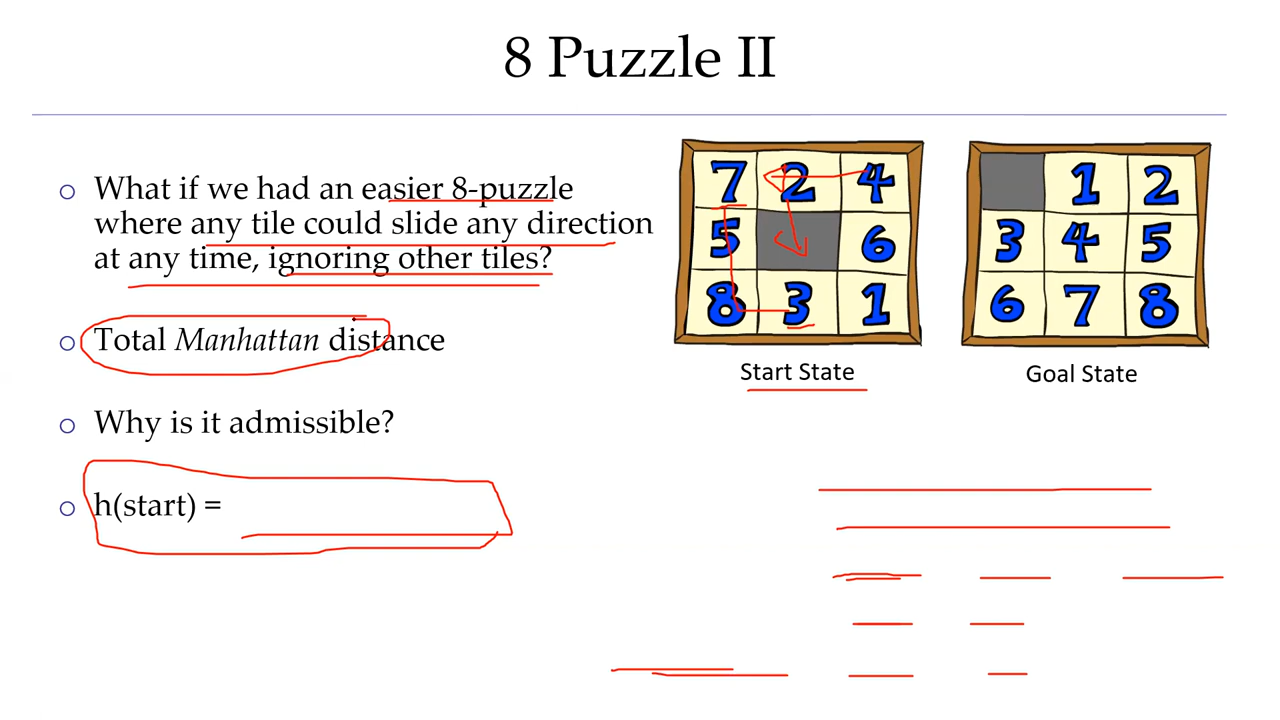 8 Puzzle II
What if we had an easier 8-puzzle
where any tile could slide any direction
at any time, ignoring other tiles?
Total Manhattan distance
Why is it admissible?
h(start) =
7 2 4
5 6
8 3 1
Start State
1 2
3 4 5
6 7 8
Goal State